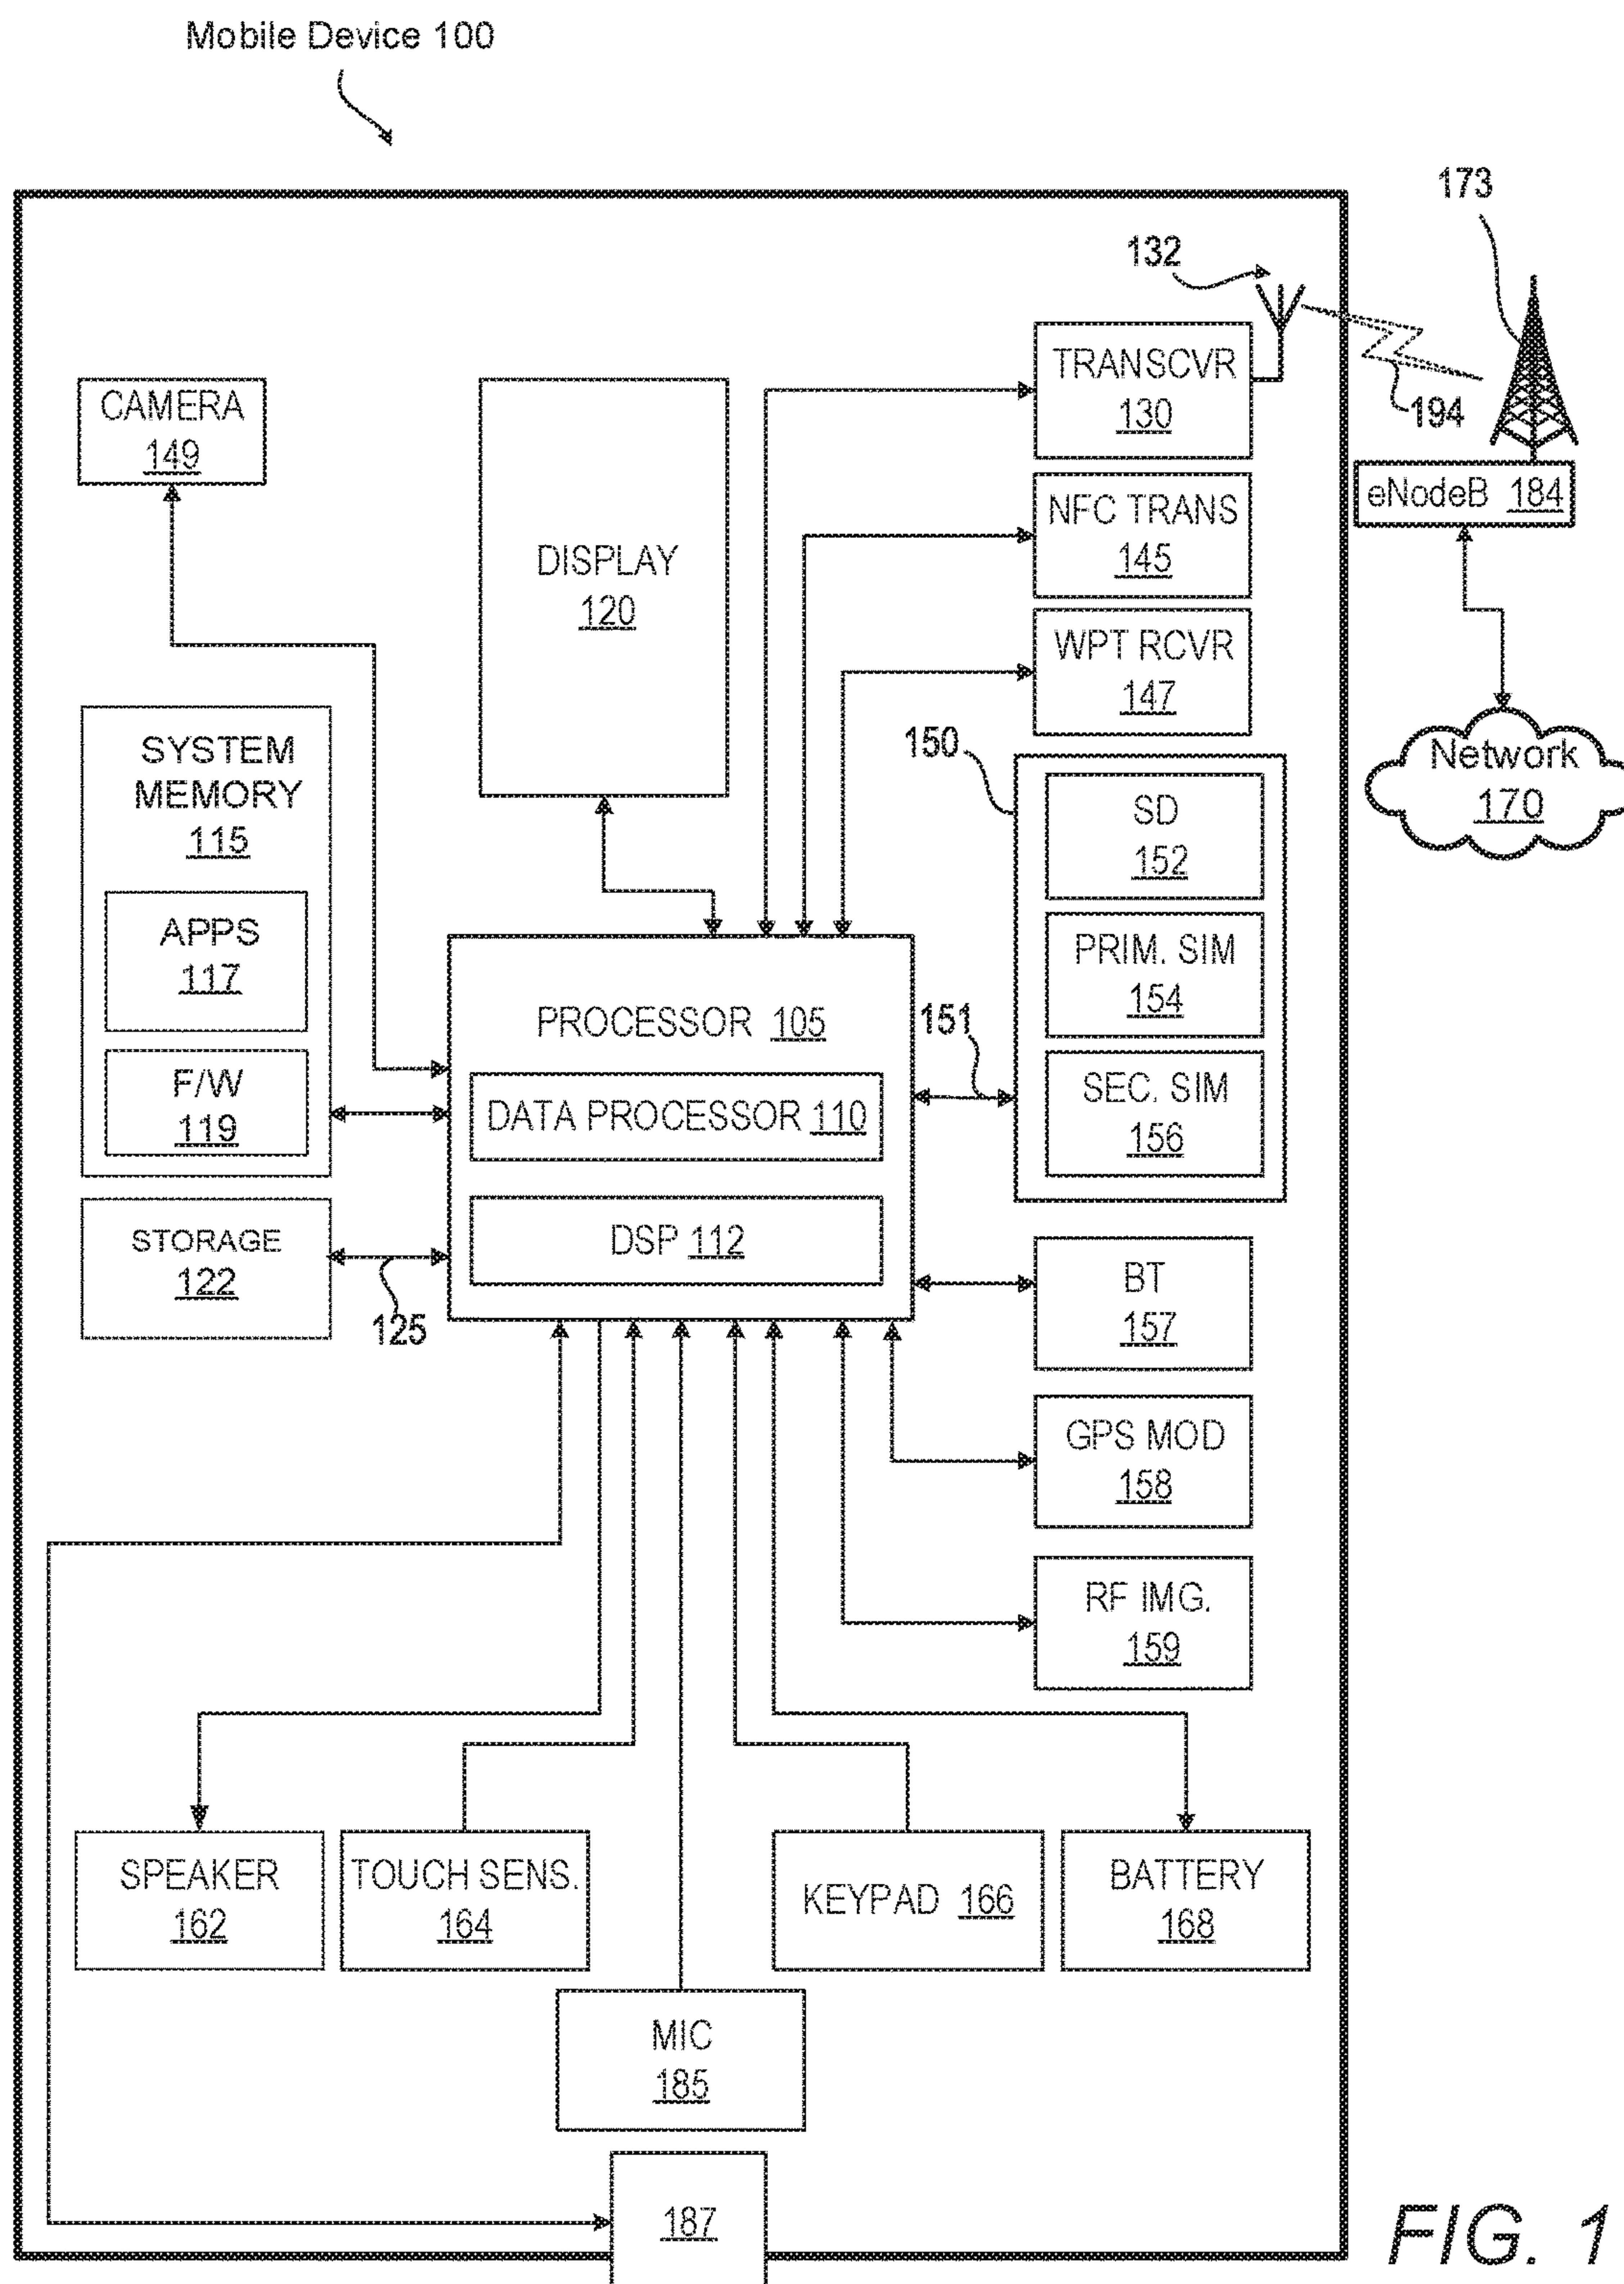 Mobile Device 100
173
132
TRANSCVR
130
194
CAMERA
149
eNodeB 184
NFC TRANS
145
DISPLAY
120
WPT RCVR
147
150
SYSTEM
MEMORY
115
Network
170
SD
152
APPS
117
PRIM. SIM
154
PROCESSOR 105
151
F/W
119
DATA PROCESSOR 110
SEC. SIM
156
STORAGE
122
DSP 112
125
BT
157
GPS MOD
158
RF IMG.
159
SPEAKER
162
TOUCH SENS.
164
KEYPAD 166
BATTERY
168
MIC
185
187
FIG. 1